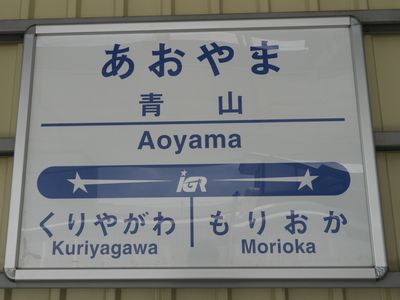 あおやま
青山
Aoyama
IGR
くりやがわ もりおか
Kuriyagawa Morioka